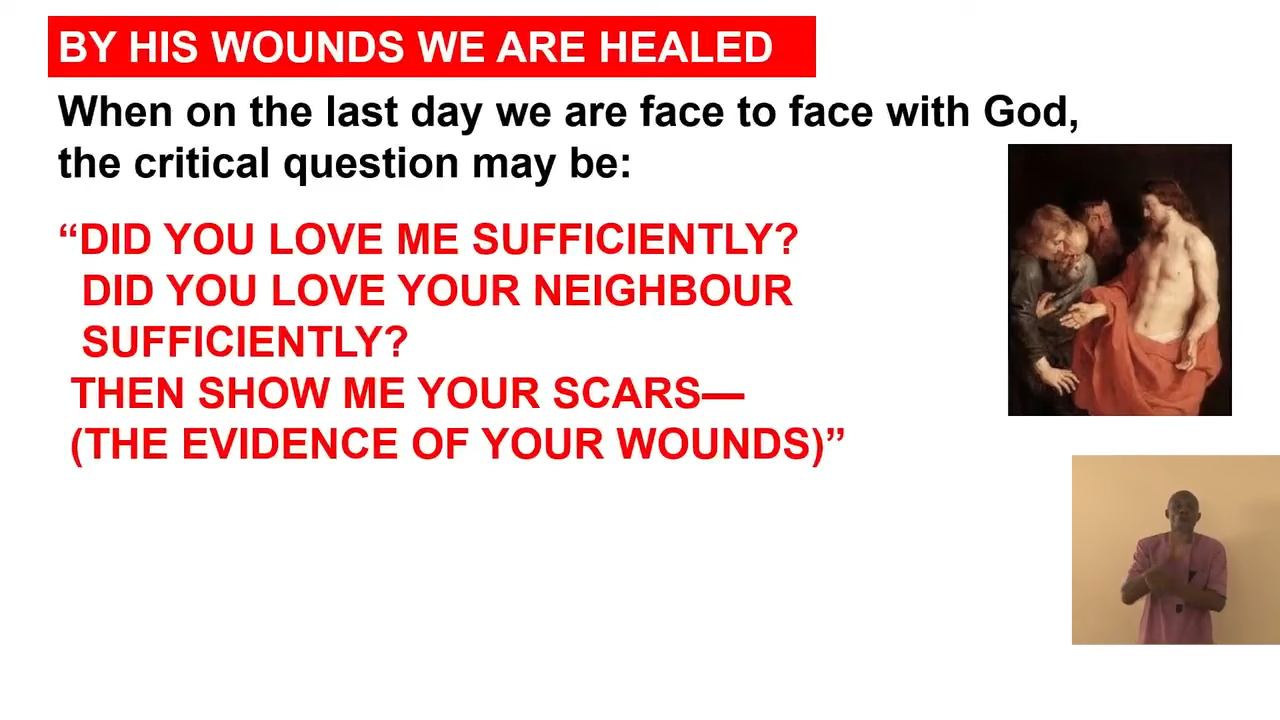 BY HIS WOUNDS WE ARE HEALED
When on the last day we are face to face with God,
the critical question may be:
“DID YOU LOVE ME SUFFICIENTLY?
DID YOU LOVE YOUR NEIGHBOUR
SUFFICIENTLY?
THEN SHOW ME YOUR SCARS—
(THE EVIDENCE OF YOUR WOUNDS)”